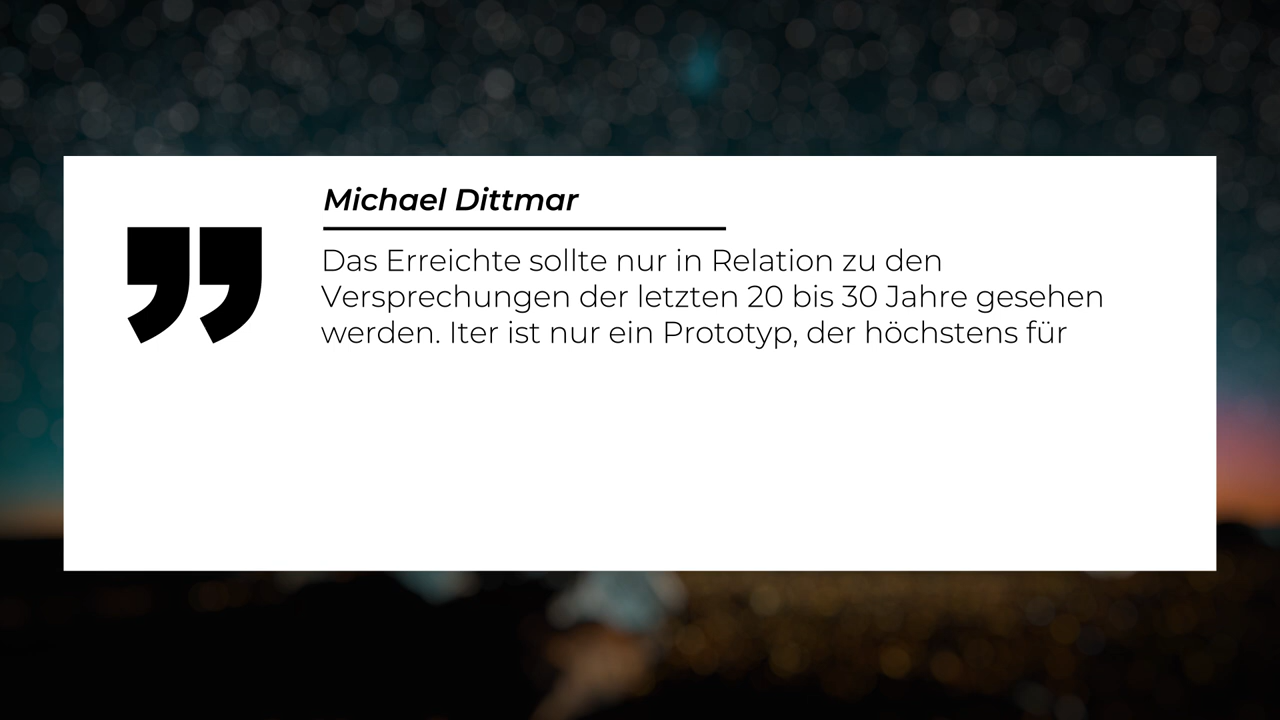 Michael Dittmar
Das Erreichte sollte nur in Relation zu den
Versprechungen der letzten 20 bis 30 Jahre gesehen
werden. Iter ist nur ein Prototyp, der höchstens für